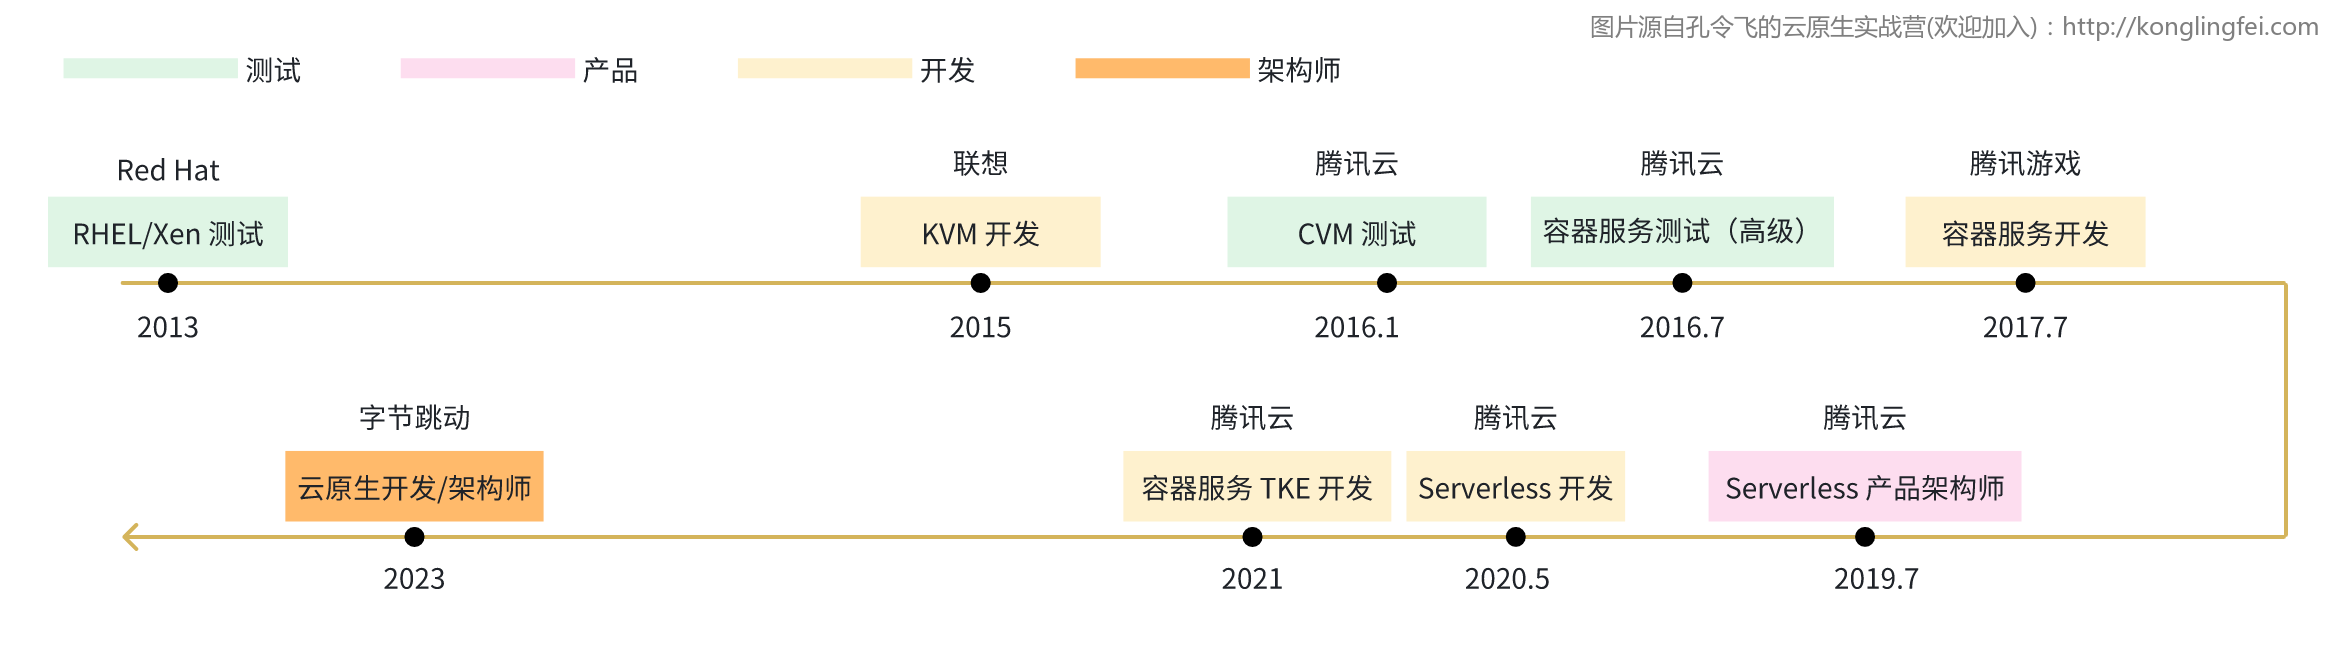 图片源自孔令飞的云原生实战营(欢迎加入)：http://konglingfei.com
测试
产品
开发
架构师
Red Hat
RHEL/Xen 测试
2013
联想
KVM 开发
2015
腾讯云
CVM 测试
2016.1
腾讯云
容器服务测试（高级）
2016.7
腾讯游戏
容器服务开发
2017.7
字节跳动
云原生开发/架构师
2023
腾讯云
容器服务 TKE 开发
2021
腾讯云
Serverless 开发
2020.5
腾讯云
Serverless 产品架构师
2019.7